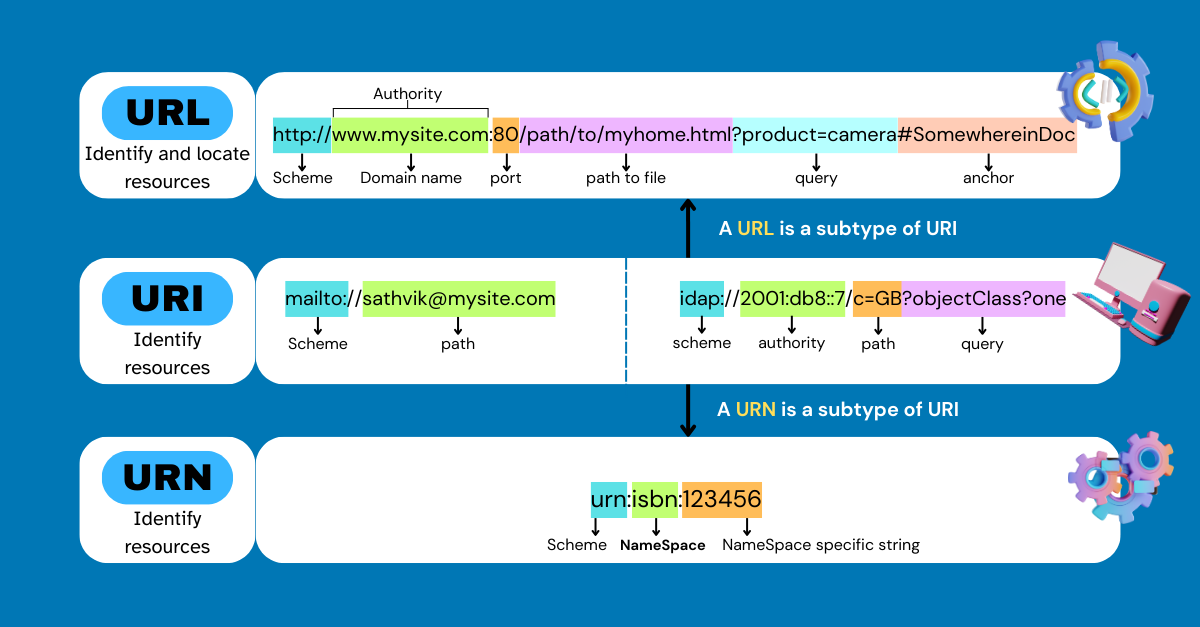 Authority
URL
http://www.mysite.com:80/path/to/myhome.html?product=camera#SomewhereinDoc
Identify and locate
resources
Scheme Domain name port path to file query anchor
A URL is a subtype of URI
URI
mailto://sathvik@mysite.com
idap://2001:db8::7/c=GB?objectClass?one
Identify
resources
Scheme path
scheme authority path query
A URN is a subtype of URI
URN
urn:isbn:123456
Identify
resources
Scheme NameSpace NameSpace specific string